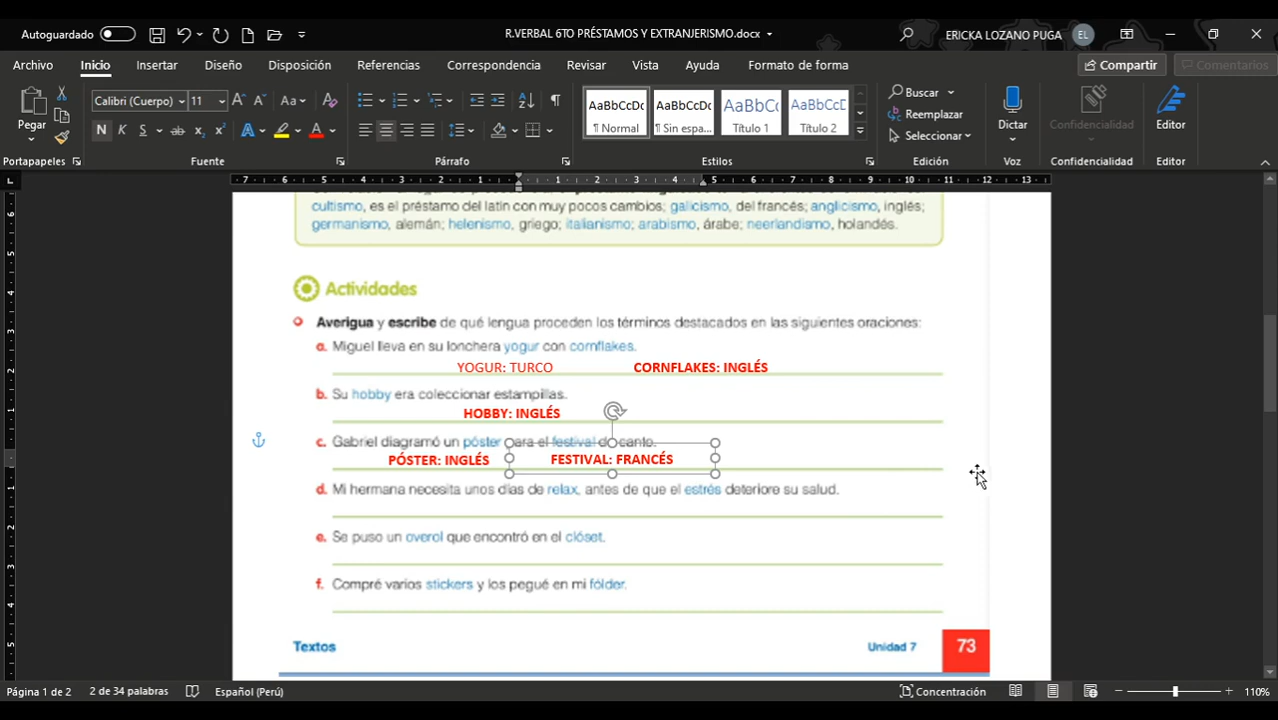 Autoguardado
R.VERBAL 6TO PRÉSTAMOS Y EXTRANJERISMO.docx
ERICKA LOZANO PUGA
EL
Archivo Inicio Insertar Diseño Disposición Referencias Correspondencia Revisar Vista Ayuda Formato de forma
Compartir
Comentarios
Pegar
Calibri (Cuerpo) 11
N K S ab x₂ x²
AaBbCcDc AaBbCcDc AaBbCc AaBbCcD
¶ Normal ¶ Sin espa... Título 1 Título 2
Buscar
Reemplazar
Seleccionar
Dictar
Confidencialidad
Editor
Portapapeles Fuente Párrafo Estilos Edición Voz Confidencialidad Editor
cultismo, es el préstamo del latín con muy pocos cambios; galicismo, del francés; anglicismo, inglés;
germanismo, alemán; helenismo, griego; italianismo; arabismo, árabe; neerlandismo, holandés.
Actividades
Averigua y escribe de qué lengua proceden los términos destacados en las siguientes oraciones:
a. Miguel lleva en su lonchera yogur con cornflakes.
YOGUR: TURCO CORNFLAKES: INGLÉS
b. Su hobby era coleccionar estampillas.
HOBBY: INGLÉS
c. Gabriel diagramó un póster para el festival de canto.
PÓSTER: INGLÉS FESTIVAL: FRANCÉS
d. Mi hermana necesita unos días de relax, antes de que el estrés deteriore su salud.
e. Se puso un overol que encontró en el clóset.
f. Compré varios stickers y los pegué en mi fólder.
Textos Unidad 7 73
Página 1 de 2 2 de 34 palabras Español (Perú) Concentración 110%